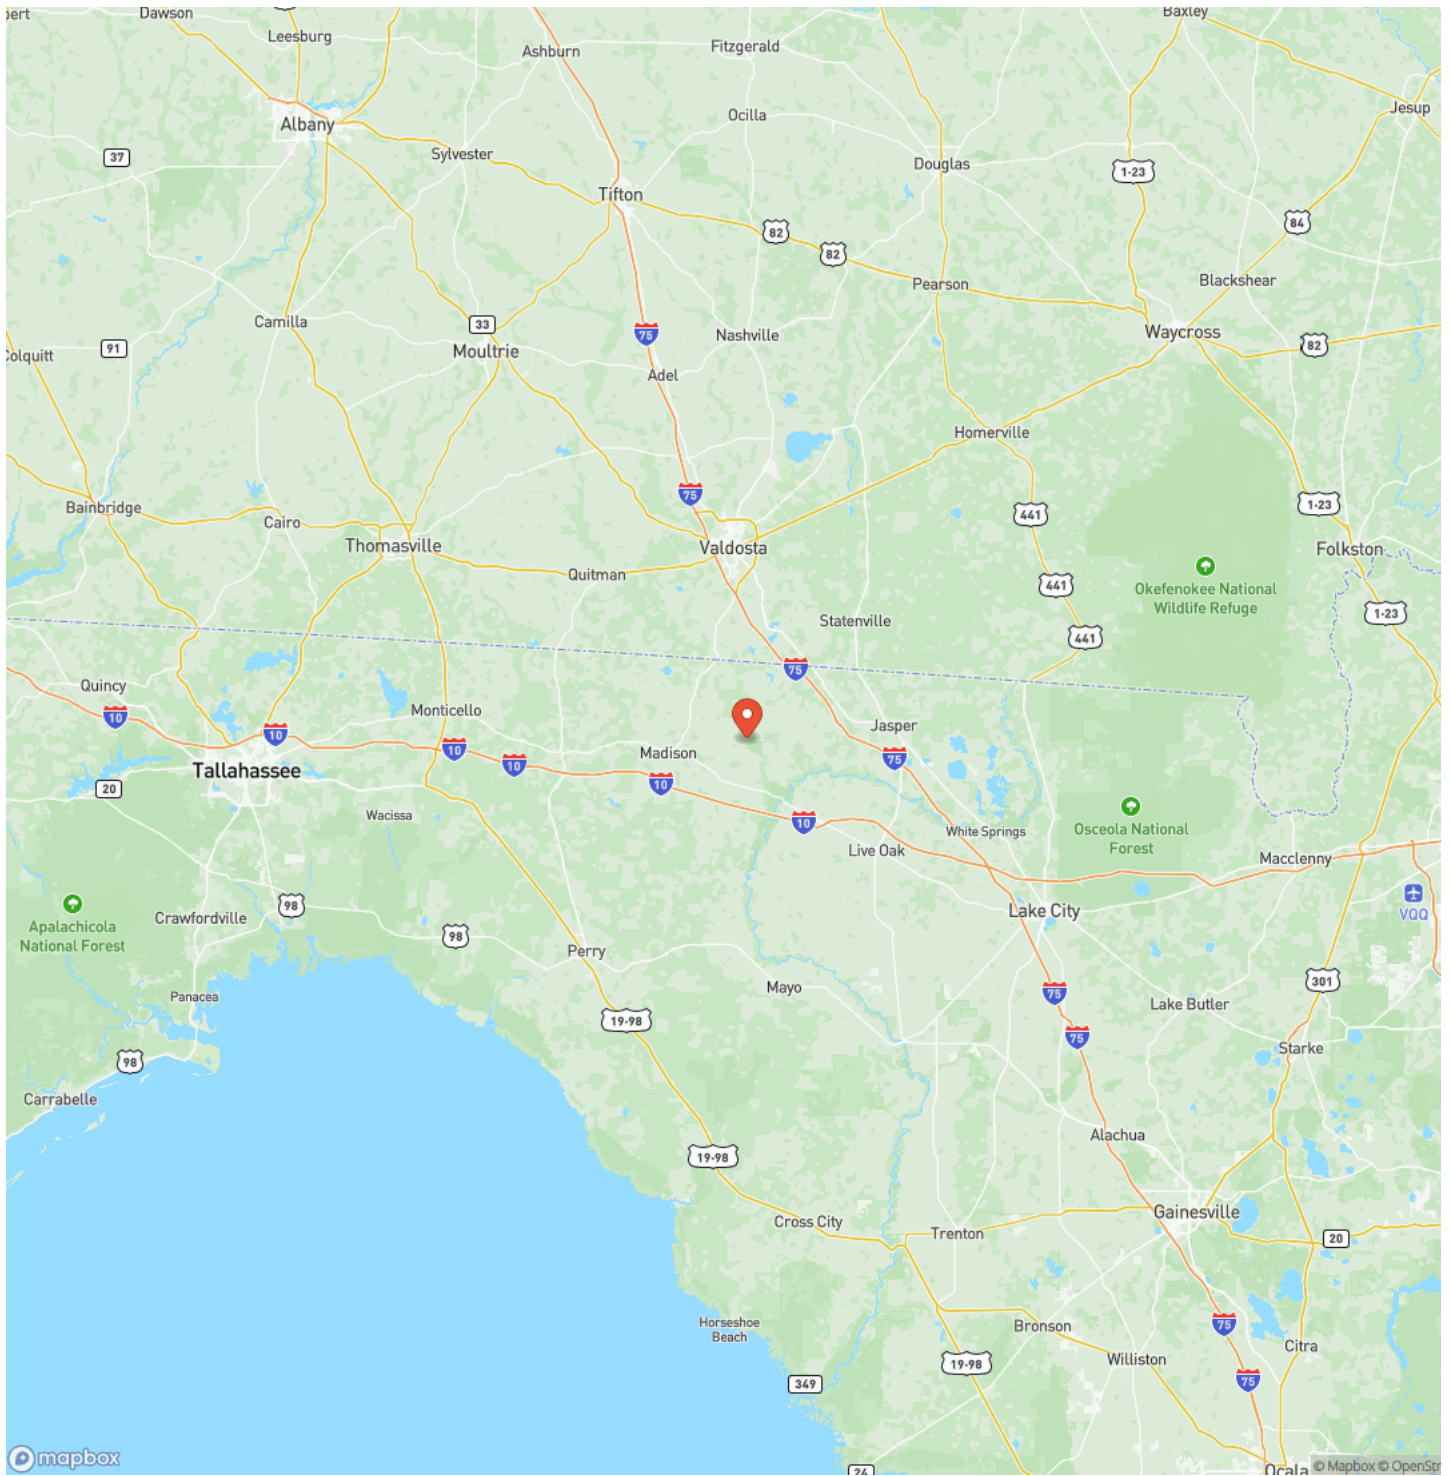 Dawson
Leesburg
Ashburn
Fitzgerald
Baxley
Jesup
Albany
Ocilla
37
Sylvester
Douglas
1-23
Tifton
82
84
82
Pearson
Blackshear
Camilla
33
Nashville
Waycross
91
75
82
Colquitt
Moultrie
Adel
Homerville
75
Bainbridge
Cairo
441
1-23
Thomasville
Valdosta
Folkston
Quitman
441
Okefenokee National
Wildlife Refuge
Statenville
1-23
441
75
Quincy
10
Monticello
Jasper
10
10
Madison
75
Tallahassee
10
10
20
Wacissa
10
White Springs
Osceola National
Forest
Live Oak
Macclenny
98
Lake City
VQQ
Apalachicola
National Forest
Crawfordville
98
Perry
301
Mayo
75
Panacea
Lake Butler
19-98
75
Starke
98
Carrabelle
Alachua
19-98
Gainesville
Cross City
Trenton
20
Horseshoe
Beach
Bronson
75
Citra
19-98
Williston
349
75
mapbox
24
Ocala
© Mapbox © OpenStr